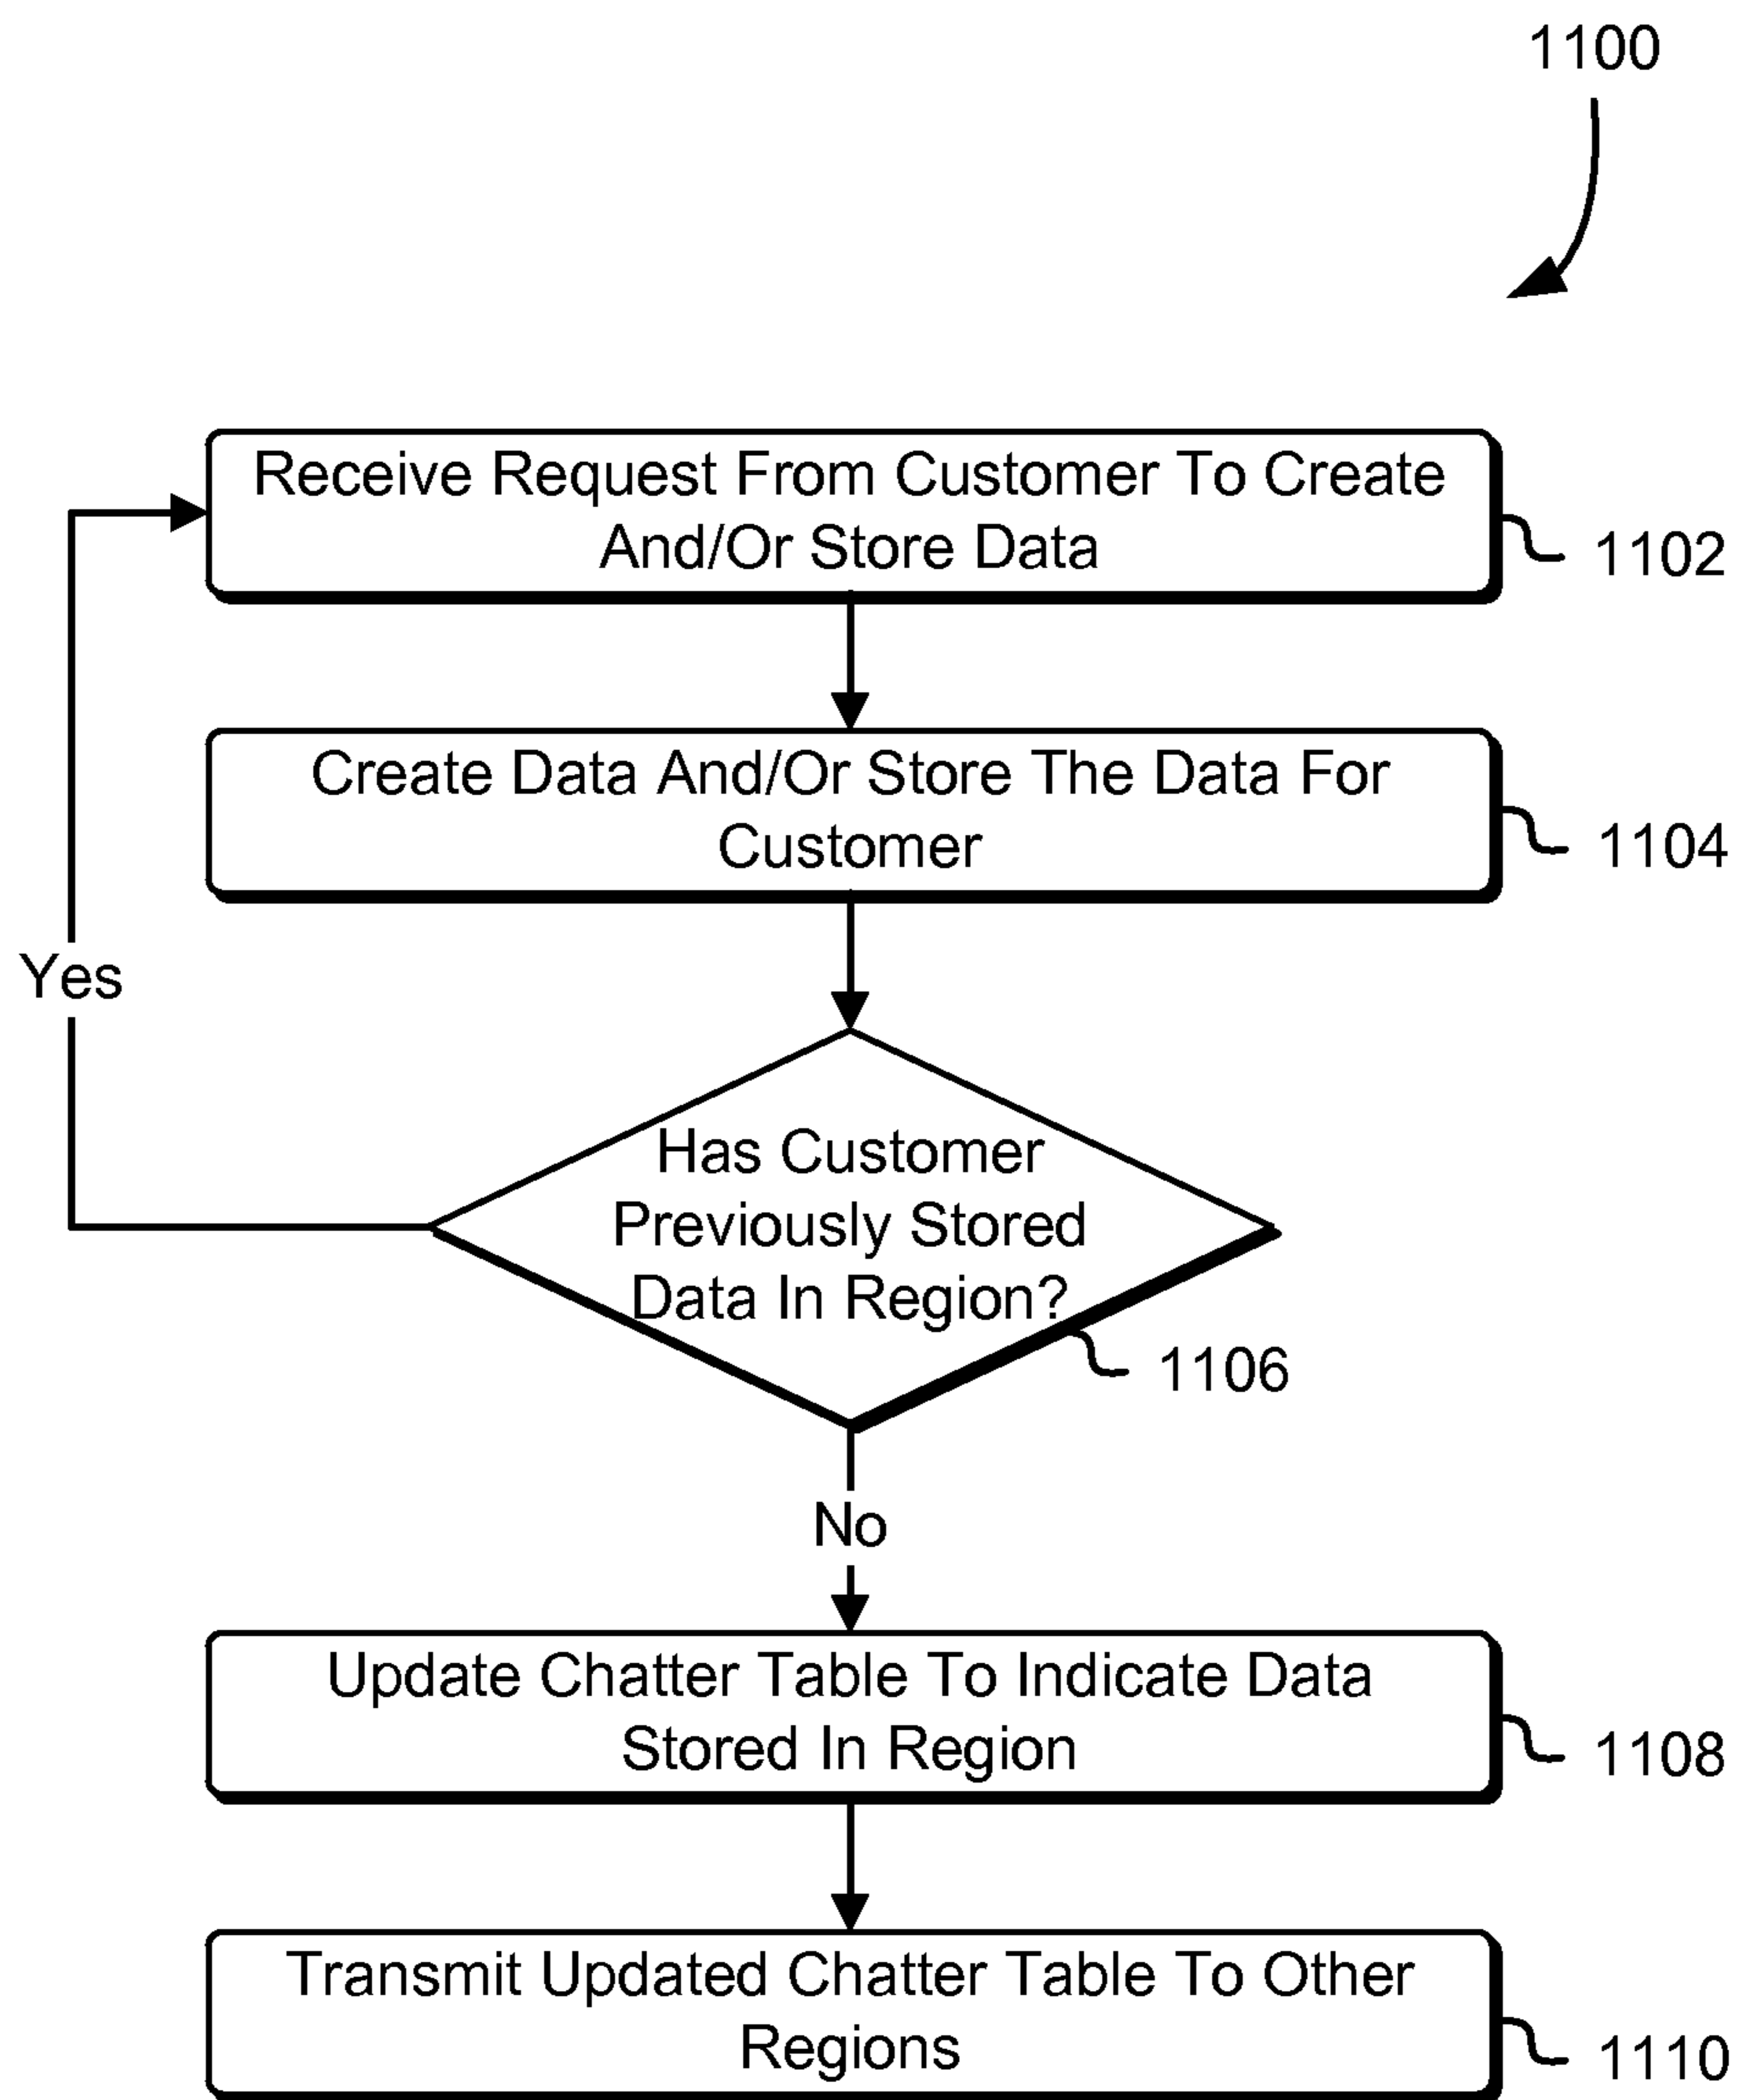 1100
Receive Request From Customer To Create
And/Or Store Data
1102
Create Data And/Or Store The Data For
Customer
1104
Yes
Has Customer
Previously Stored
Data In Region?
1106
No
Update Chatter Table To Indicate Data
Stored In Region
1108
Transmit Updated Chatter Table To Other
Regions
1110